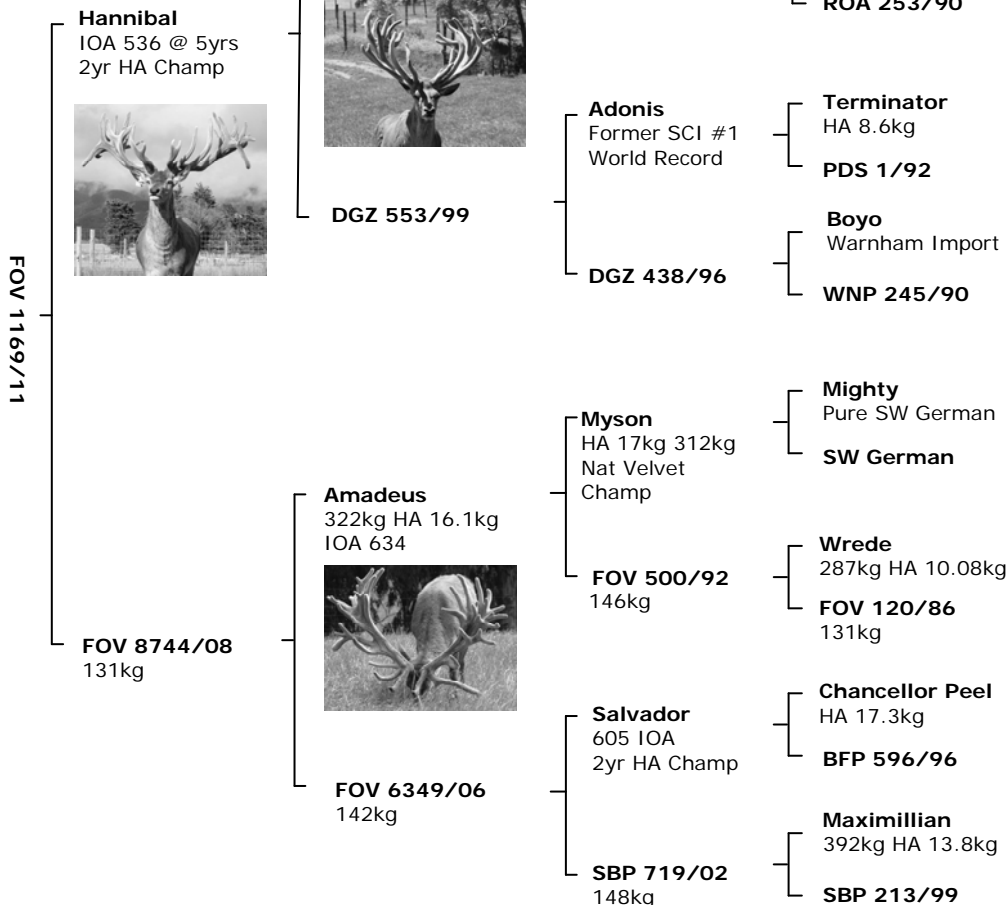 ROA 253/90
Hannibal
IOA 536 @ 5yrs
2yr HA Champ
Adonis
Former SCI #1
World Record
Terminator
HA 8.6kg
PDS 1/92
DGZ 553/99
Boyo
Warnham Import
DGZ 438/96
WNP 245/90
FOV 1169/11
Mighty
Pure SW German
Myson
HA 17kg 312kg
Nat Velvet
Champ
SW German
Amadeus
322kg HA 16.1kg
IOA 634
Wrede
287kg HA 10.08kg
FOV 500/92
146kg
FOV 120/86
131kg
FOV 8744/08
131kg
Chancellor Peel
HA 17.3kg
Salvador
605 IOA
2yr HA Champ
BFP 596/96
FOV 6349/06
142kg
Maximillian
392kg HA 13.8kg
SBP 719/02
148kg
SBP 213/99